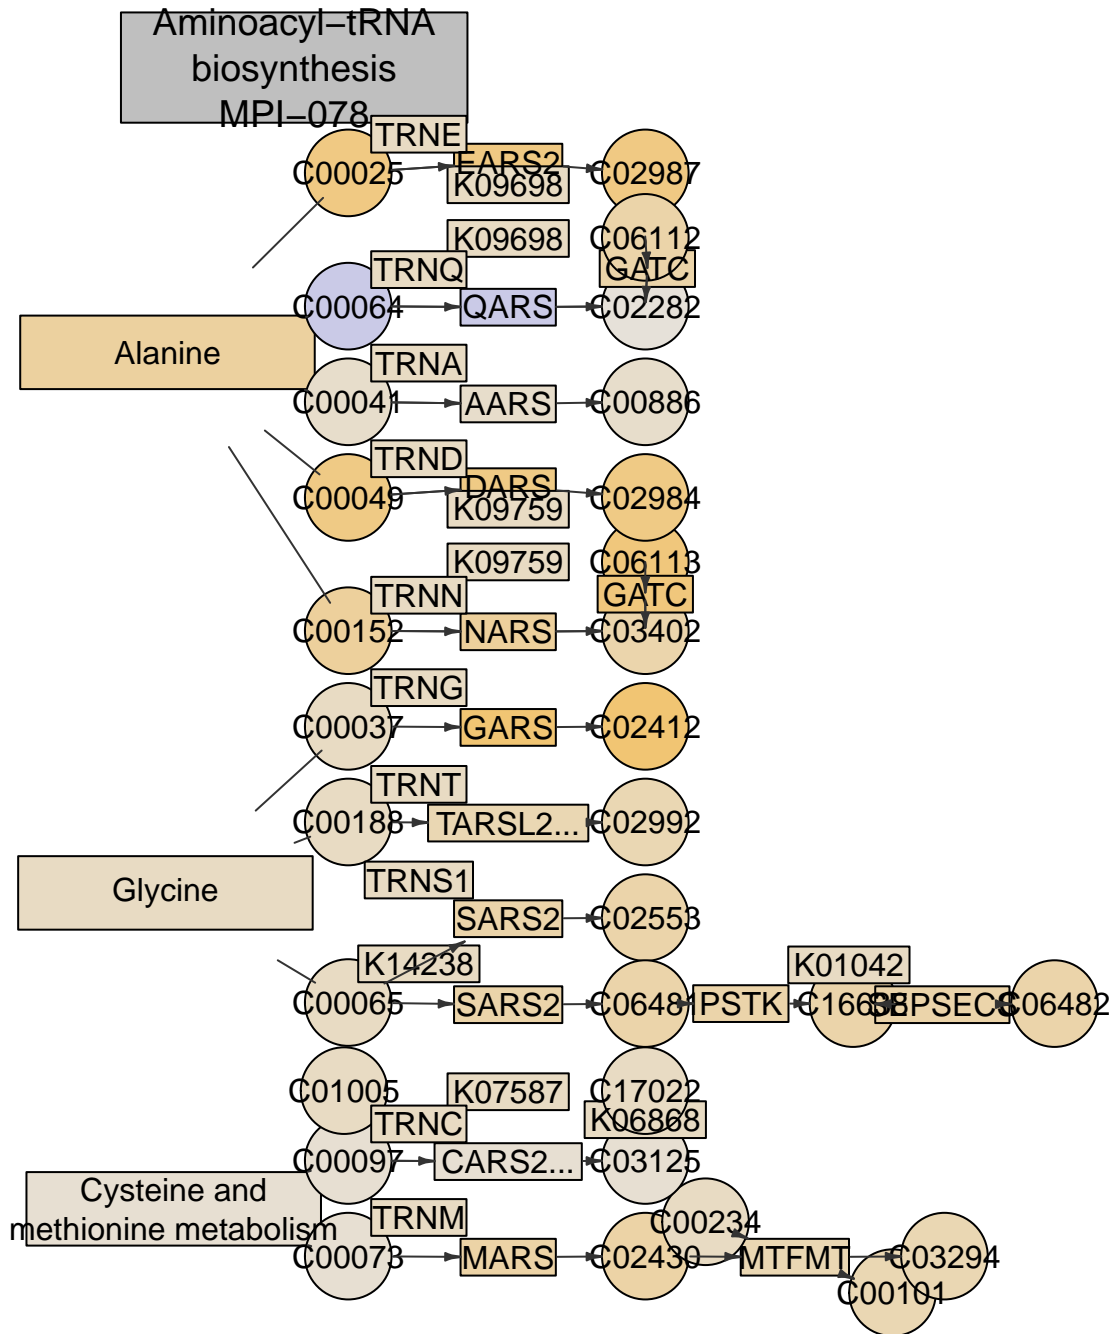 Aminoacyl−tRNA
biosynthesis
MPI−078
TRNE
C00025
EARS2
C02987
K09698
K09698
C06112
TRNQ
GATC
C00064
QARS
C02282
Alanine
TRNA
C00041
AARS
C00886
TRND
C00049
DARS
C02984
K09759
K09759
C06113
TRNN
GATC
C00152
NARS
C03402
TRNG
C00037
GARS
C02412
TRNT
C00188
TARSL2...
C02992
Glycine
TRNS1
SARS2
C02553
K14238
K01042
C00065
SARS2
C06481
PSTK
SEPSECS
C06482
C01005
K07587
C17022
TRNC
K06868
C00097
CARS2...
C03125
Cysteine and
methionine metabolism
TRNM
C00234
C00073
MARS
C02430
MTFMT
C03294
C00101